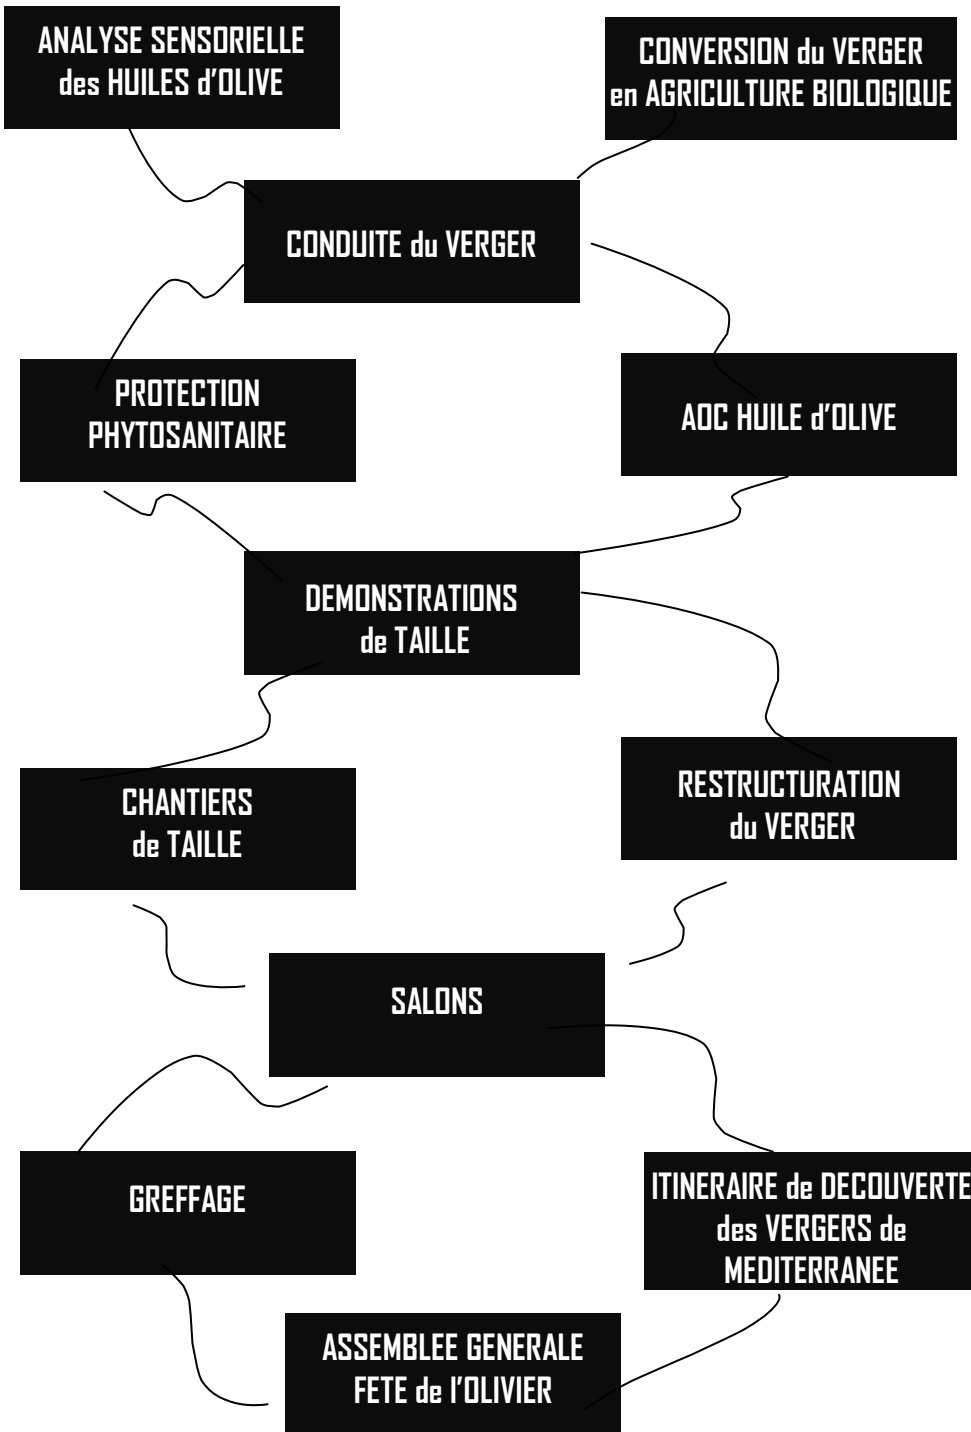 ANALYSE SENSORIELLE
des HUILES d'OLIVE
CONVERSION du VERGER
en AGRICULTURE BIOLOGIQUE
CONDUITE du VERGER
PROTECTION
PHYTOSANITAIRE
AOC HUILE d'OLIVE
DEMONSTRATIONS
de TAILLE
CHANTIERS
de TAILLE
RESTRUCTURATION
du VERGER
SALONS
GREFFAGE
ITINERAIRE de DECOUVERTE
des VERGERS de
MEDITERRANEE
ASSEMBLEE GENERALE
FETE de l'OLIVIER